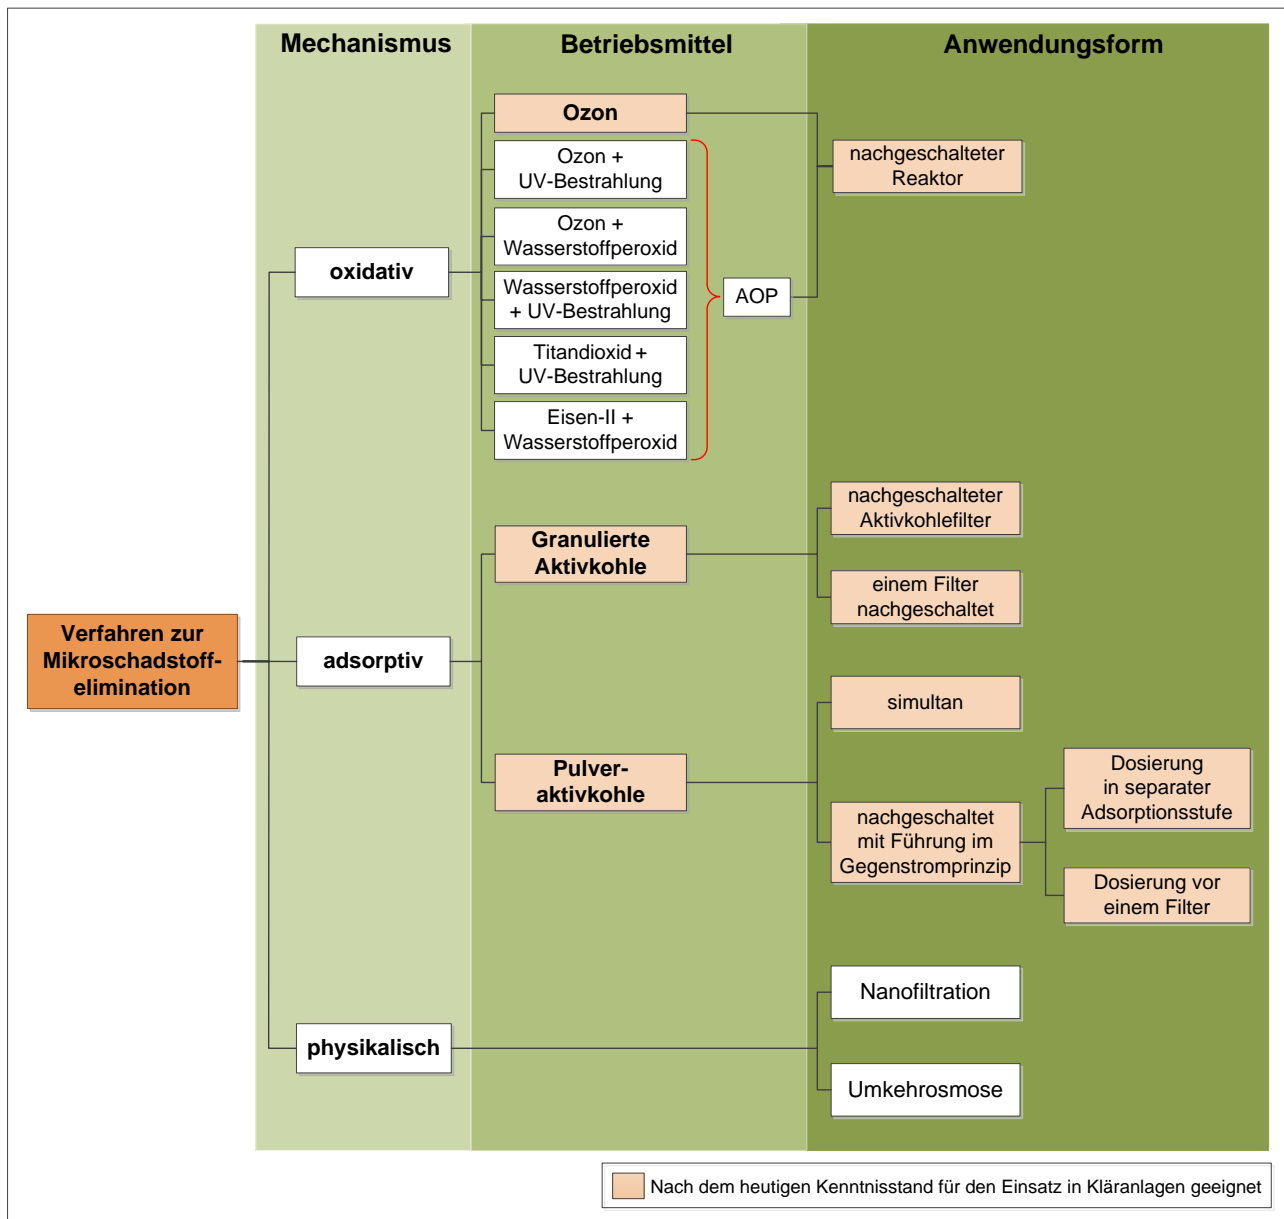 Mechanismus
Betriebsmittel
Anwendungsform
Ozon
Ozon +
UV-Bestrahlung
Ozon +
Wasserstoffperoxid
Wasserstoffperoxid
+ UV-Bestrahlung
Titandioxid +
UV-Bestrahlung
Eisen-II +
Wasserstoffperoxid
AOP
nachgeschalteter
Reaktor
oxidativ
Granulierte
Aktivkohle
nachgeschalteter
Aktivkohlefilter
einem Filter
nachgeschaltet
Verfahren zur
Mikroschadstoff-
elimination
adsorptiv
Pulver-
aktivkohle
simultan
nachgeschaltet
mit Führung im
Gegenstromprinzip
Dosierung
in separater
Adsorptionsstufe
Dosierung vor
einem Filter
physikalisch
Nanofiltration
Umkehrosmose
Nach dem heutigen Kenntnisstand für den Einsatz in Kläranlagen geeignet